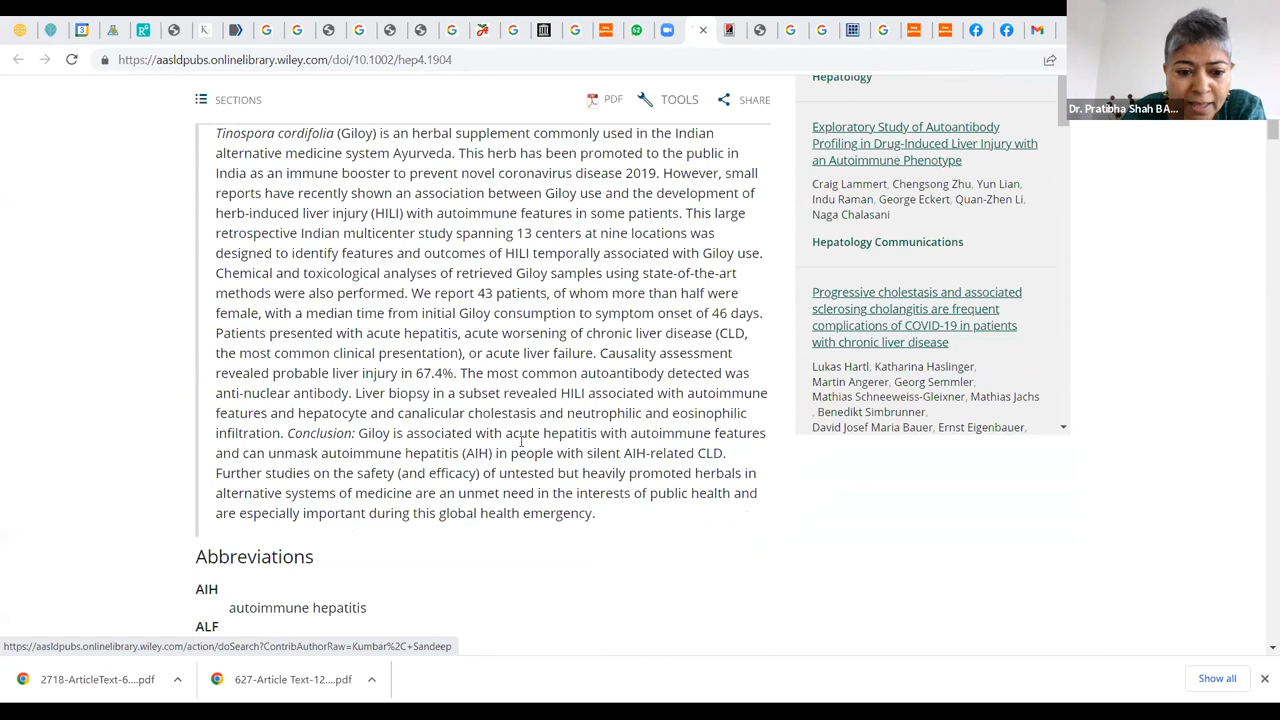 https://aasldpubs.onlinelibrary.wiley.com/doi/10.1002/hep4.1904
Dr. Pratibha Shah BA...
SECTIONS
PDF
TOOLS
SHARE
Tinospora cordifolia (Giloy) is an herbal supplement commonly used in the Indian
alternative medicine system Ayurveda. This herb has been promoted to the public in
India as an immune booster to prevent novel coronavirus disease 2019. However, small
reports have recently shown an association between Giloy use and the development of
herb-induced liver injury (HILI) with autoimmune features in some patients. This large
retrospective Indian multicenter study spanning 13 centers at nine locations was
designed to identify features and outcomes of HILI temporally associated with Giloy use.
Chemical and toxicological analyses of retrieved Giloy samples using state-of-the-art
methods were also performed. We report 43 patients, of whom more than half were
female, with a median time from initial Giloy consumption to symptom onset of 46 days.
Patients presented with acute hepatitis, acute worsening of chronic liver disease (CLD,
the most common clinical presentation), or acute liver failure. Causality assessment
revealed probable liver injury in 67.4%. The most common autoantibody detected was
anti-nuclear antibody. Liver biopsy in a subset revealed HILI associated with autoimmune
features and hepatocyte and canalicular cholestasis and neutrophilic and eosinophilic
infiltration. Conclusion: Giloy is associated with acute hepatitis with autoimmune features
and can unmask autoimmune hepatitis (AIH) in people with silent AIH-related CLD.
Further studies on the safety (and efficacy) of untested but heavily promoted herbals in
alternative systems of medicine are an unmet need in the interests of public health and
are especially important during this global health emergency.
Abbreviations
AIH
autoimmune hepatitis
ALF
Hepatology
Exploratory Study of Autoantibody
Profiling in Drug-Induced Liver Injury with
an Autoimmune Phenotype
Craig Lammert, Chengsong Zhu, Yun Lian,
Indu Raman, George Eckert, Quan-Zhen Li,
Naga Chalasani
Hepatology Communications
Progressive cholestasis and associated
sclerosing cholangitis are frequent
complications of COVID-19 in patients
with chronic liver disease
Lukas Hartl, Katharina Haslinger,
Martin Angerer, Georg Semmler,
Mathias Schneeweiss-Gleixner, Mathias Jachs
, Benedikt Simbrunner,
David Josef Maria Bauer, Ernst Eigenbauer,
https://aasldpubs.onlinelibrary.wiley.com/action/doSearch?ContribAuthorRaw=Kumbar%2C+Sandeep
2718-ArticleText-6....pdf
627-Article Text-12....pdf
Show all